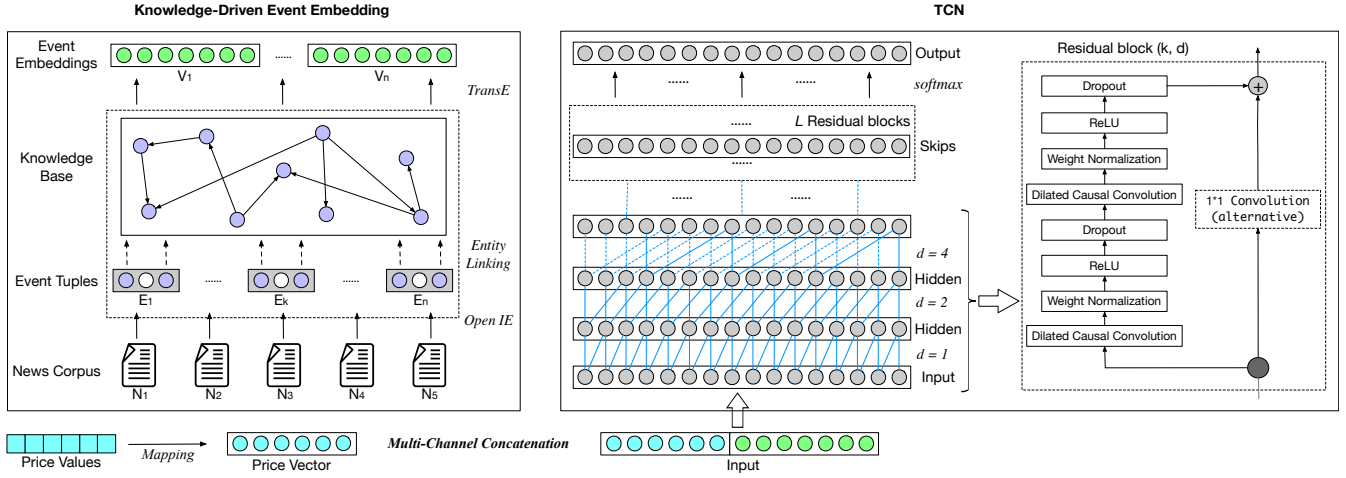 Knowledge-Driven Event Embedding
Event
Embeddings
......
V1
Vn
TransE
Knowledge
Base
Entity
Linking
Event Tuples
......
......
E1
Ek
En
Open IE
News Corpus
N1
N2
N3
N4
N5
Price Values
Mapping
Price Vector
Multi-Channel Concatenation
Input
TCN
Output
......
......
softmax
......
L Residual blocks
Skips
......
......
......
d = 4
Hidden
d = 2
Hidden
d = 1
Input
Residual block (k, d)
Dropout
+
ReLU
Weight Normalization
Dilated Causal Convolution
1*1 Convolution
(alternative)
Dropout
ReLU
Weight Normalization
Dilated Causal Convolution